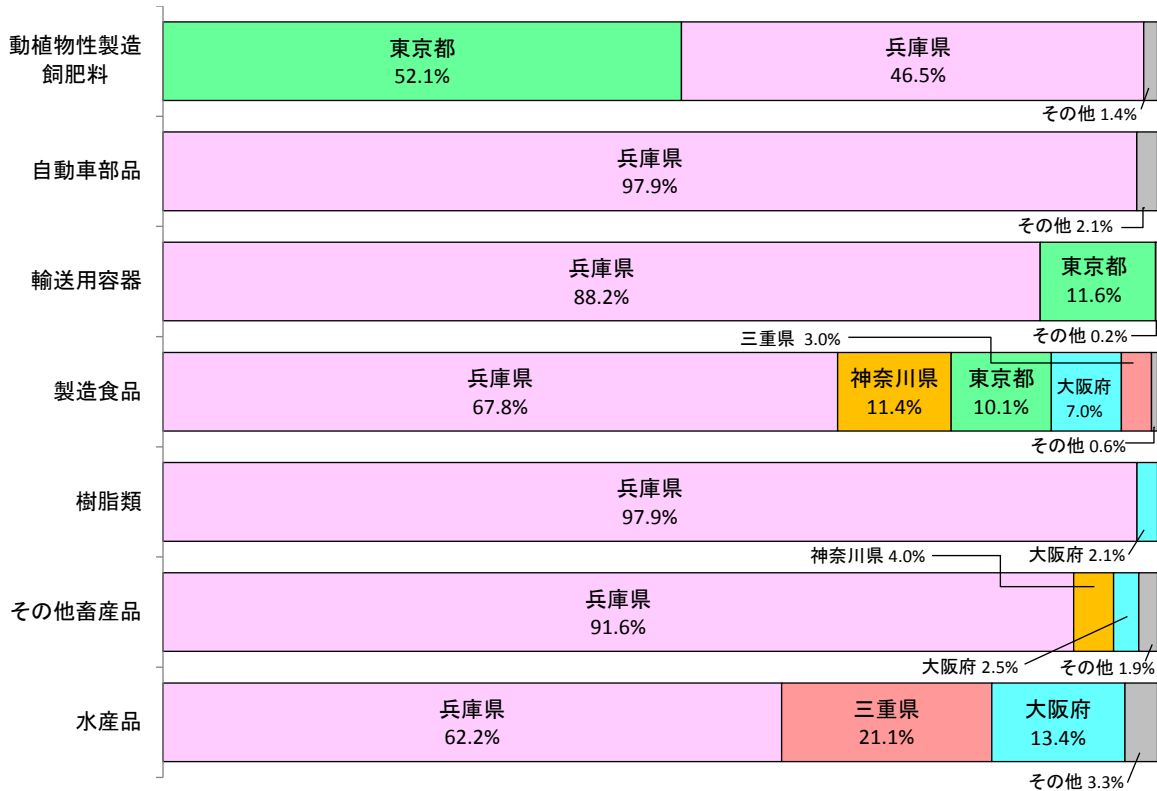 動植物性製造
飼肥料
東京都
52.1%
兵庫県
46.5%
その他 1.4%
自動車部品
兵庫県
97.9%
その他 2.1%
輸送用容器
兵庫県
88.2%
東京都
11.6%
その他 0.2%
三重県 3.0%
製造食品
兵庫県
67.8%
神奈川県
11.4%
東京都
10.1%
大阪府
7.0%
その他 0.6%
樹脂類
兵庫県
97.9%
大阪府 2.1%
神奈川県 4.0%
その他畜産品
兵庫県
91.6%
大阪府 2.5%
その他 1.9%
水産品
兵庫県
62.2%
三重県
21.1%
大阪府
13.4%
その他 3.3%